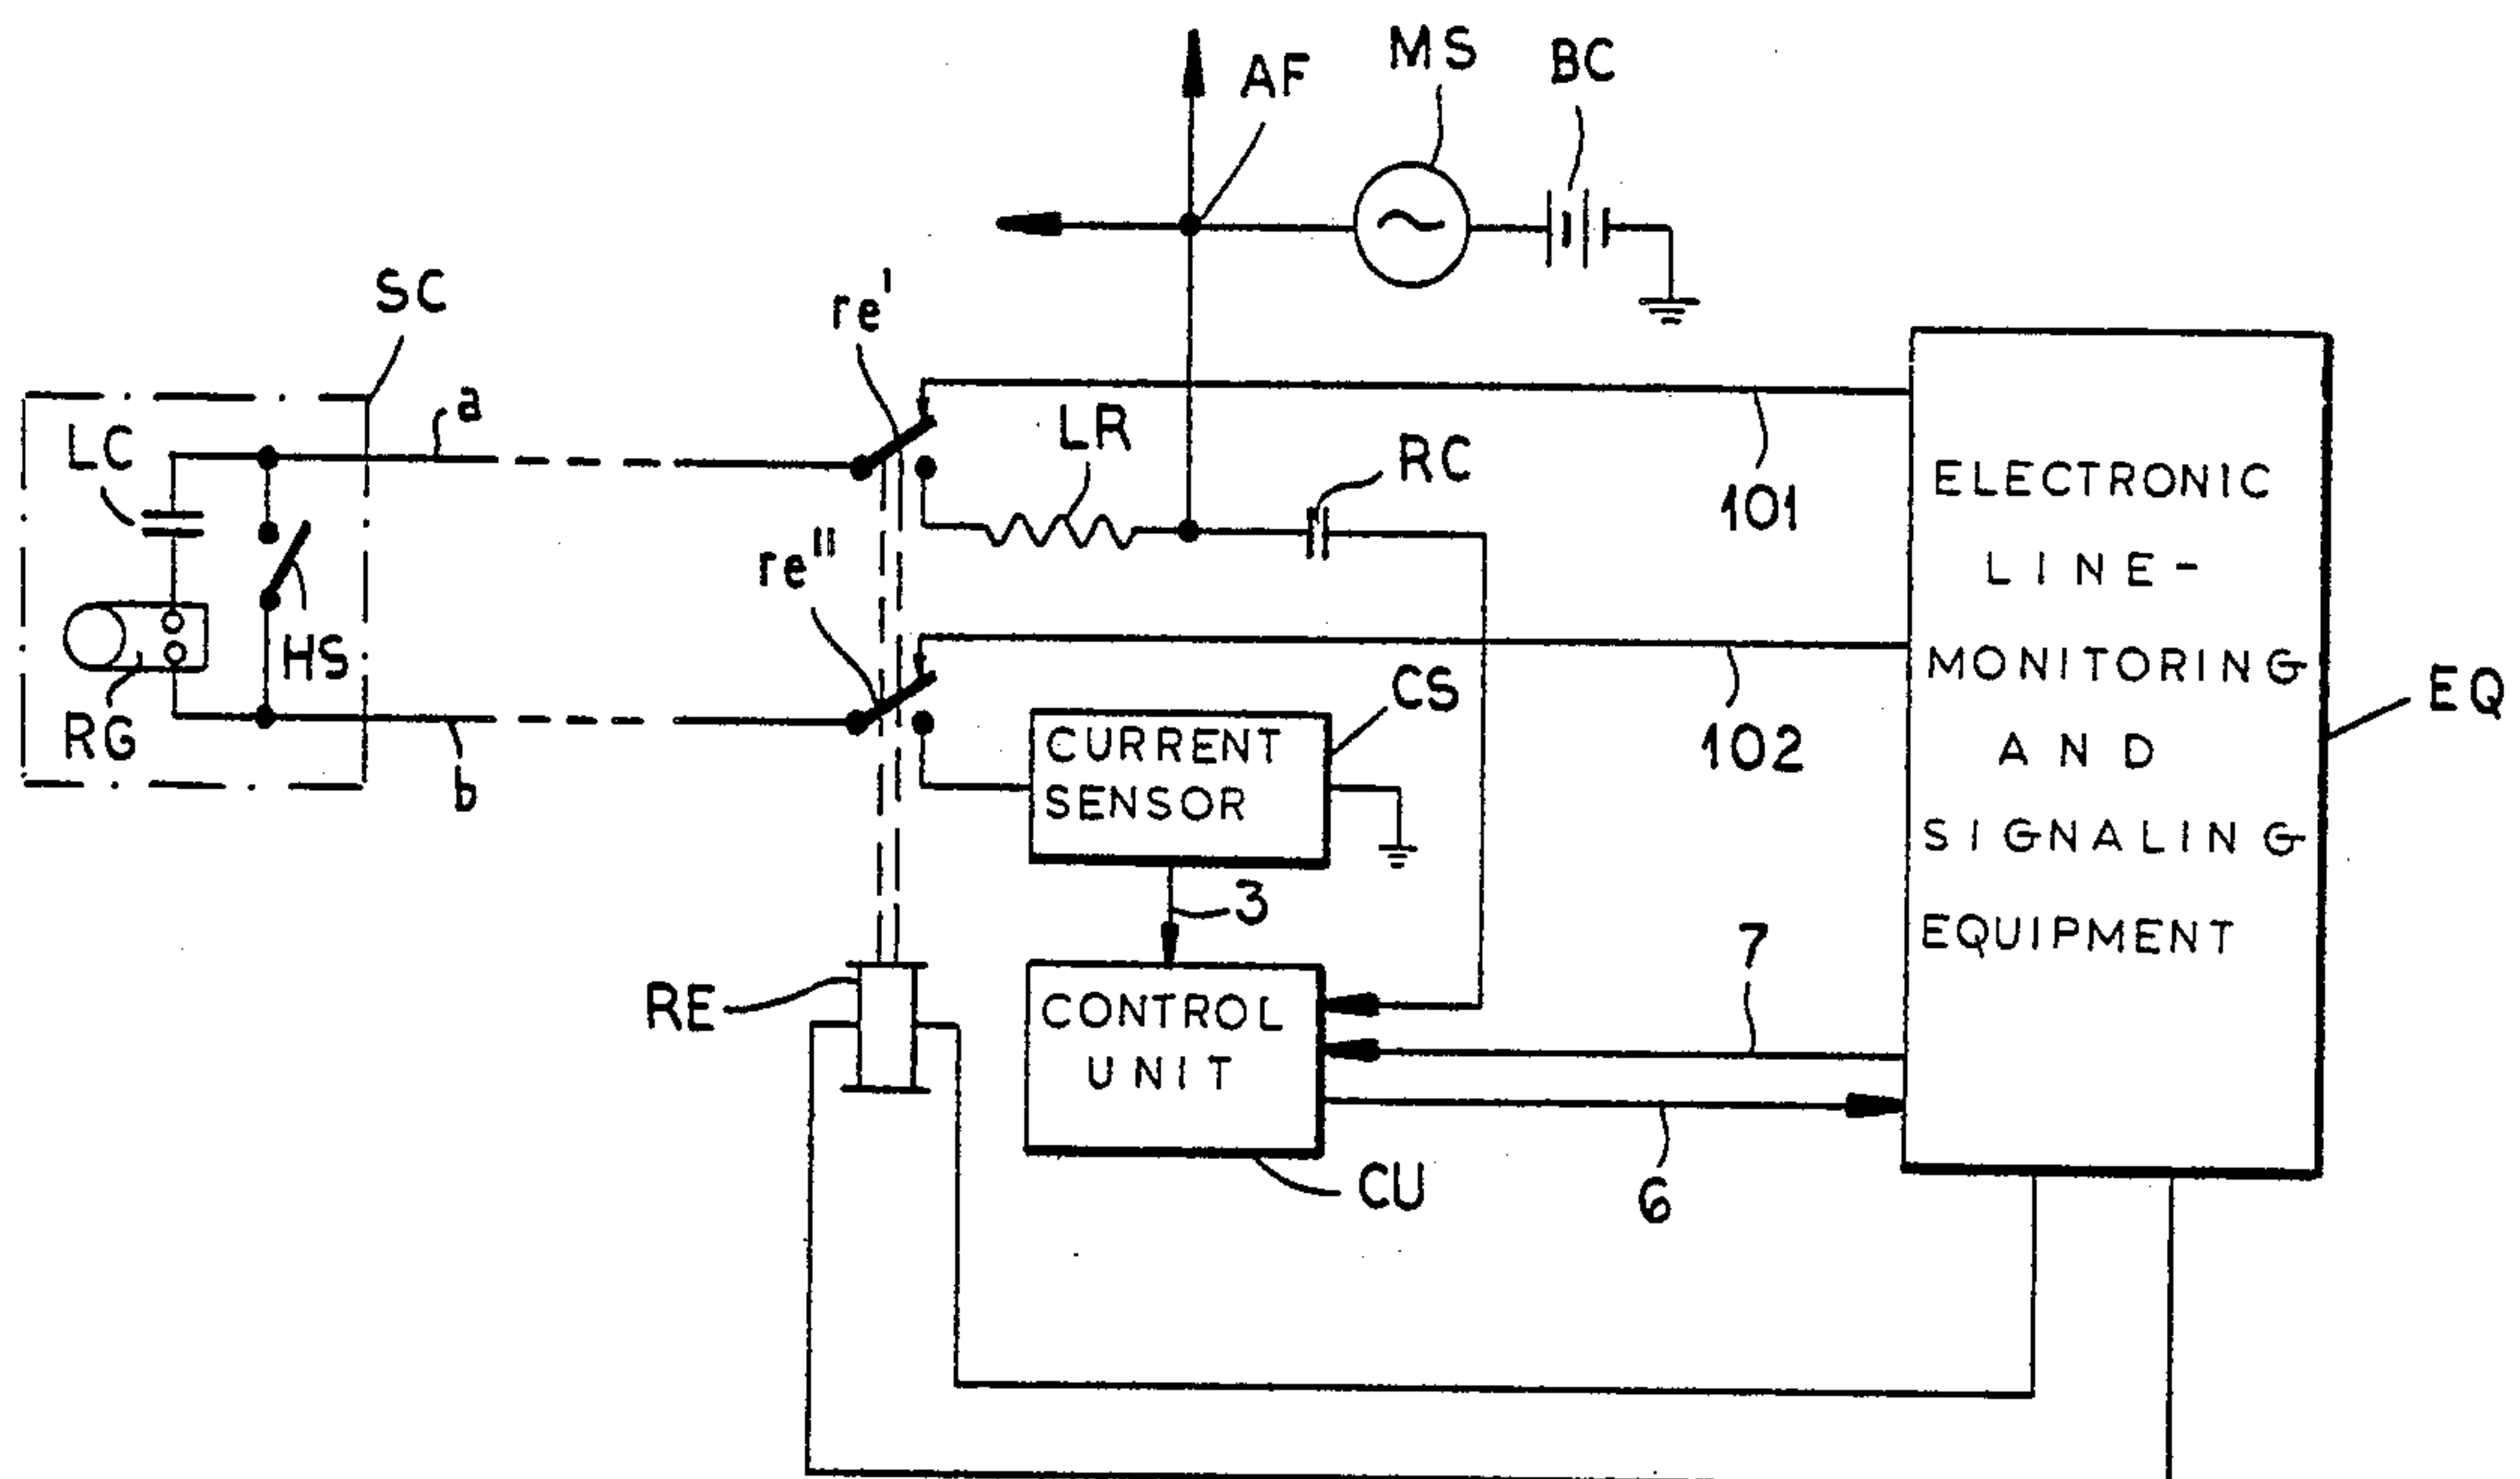 MS
BC
AF
SC
re'
a
LC
LR
RC
101
ELECTRONIC
LINE-
MONITORING
AND
SIGNALING
EQUIPMENT
re"
HS
RG
b
CS
102
EQ
CURRENT
SENSOR
3
7
RE
CONTROL
UNIT
CU
6